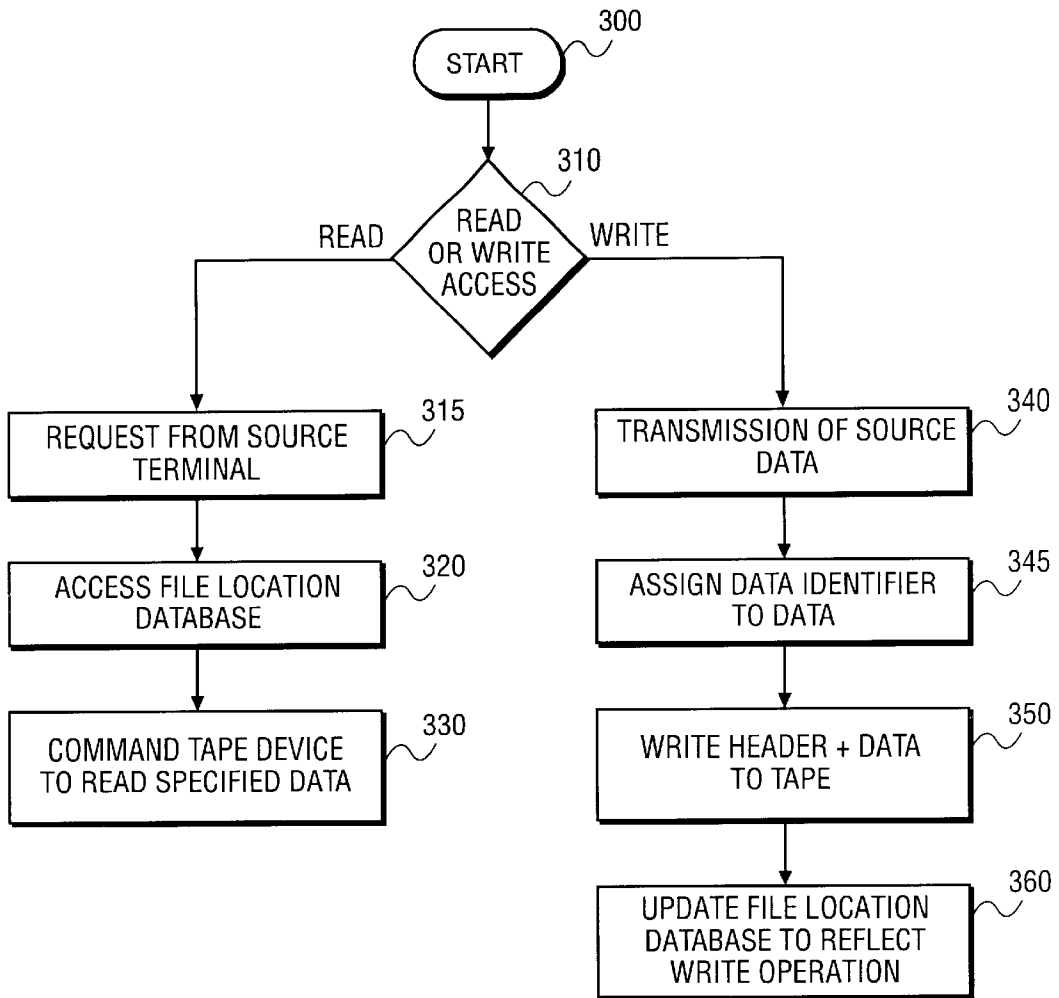 300
START
310
READ
OR WRITE
ACCESS
READ
WRITE
315
REQUEST FROM SOURCE
TERMINAL
320
ACCESS FILE LOCATION
DATABASE
330
COMMAND TAPE DEVICE
TO READ SPECIFIED DATA
340
TRANSMISSION OF SOURCE
DATA
345
ASSIGN DATA IDENTIFIER
TO DATA
350
WRITE HEADER + DATA
TO TAPE
360
UPDATE FILE LOCATION
DATABASE TO REFLECT
WRITE OPERATION